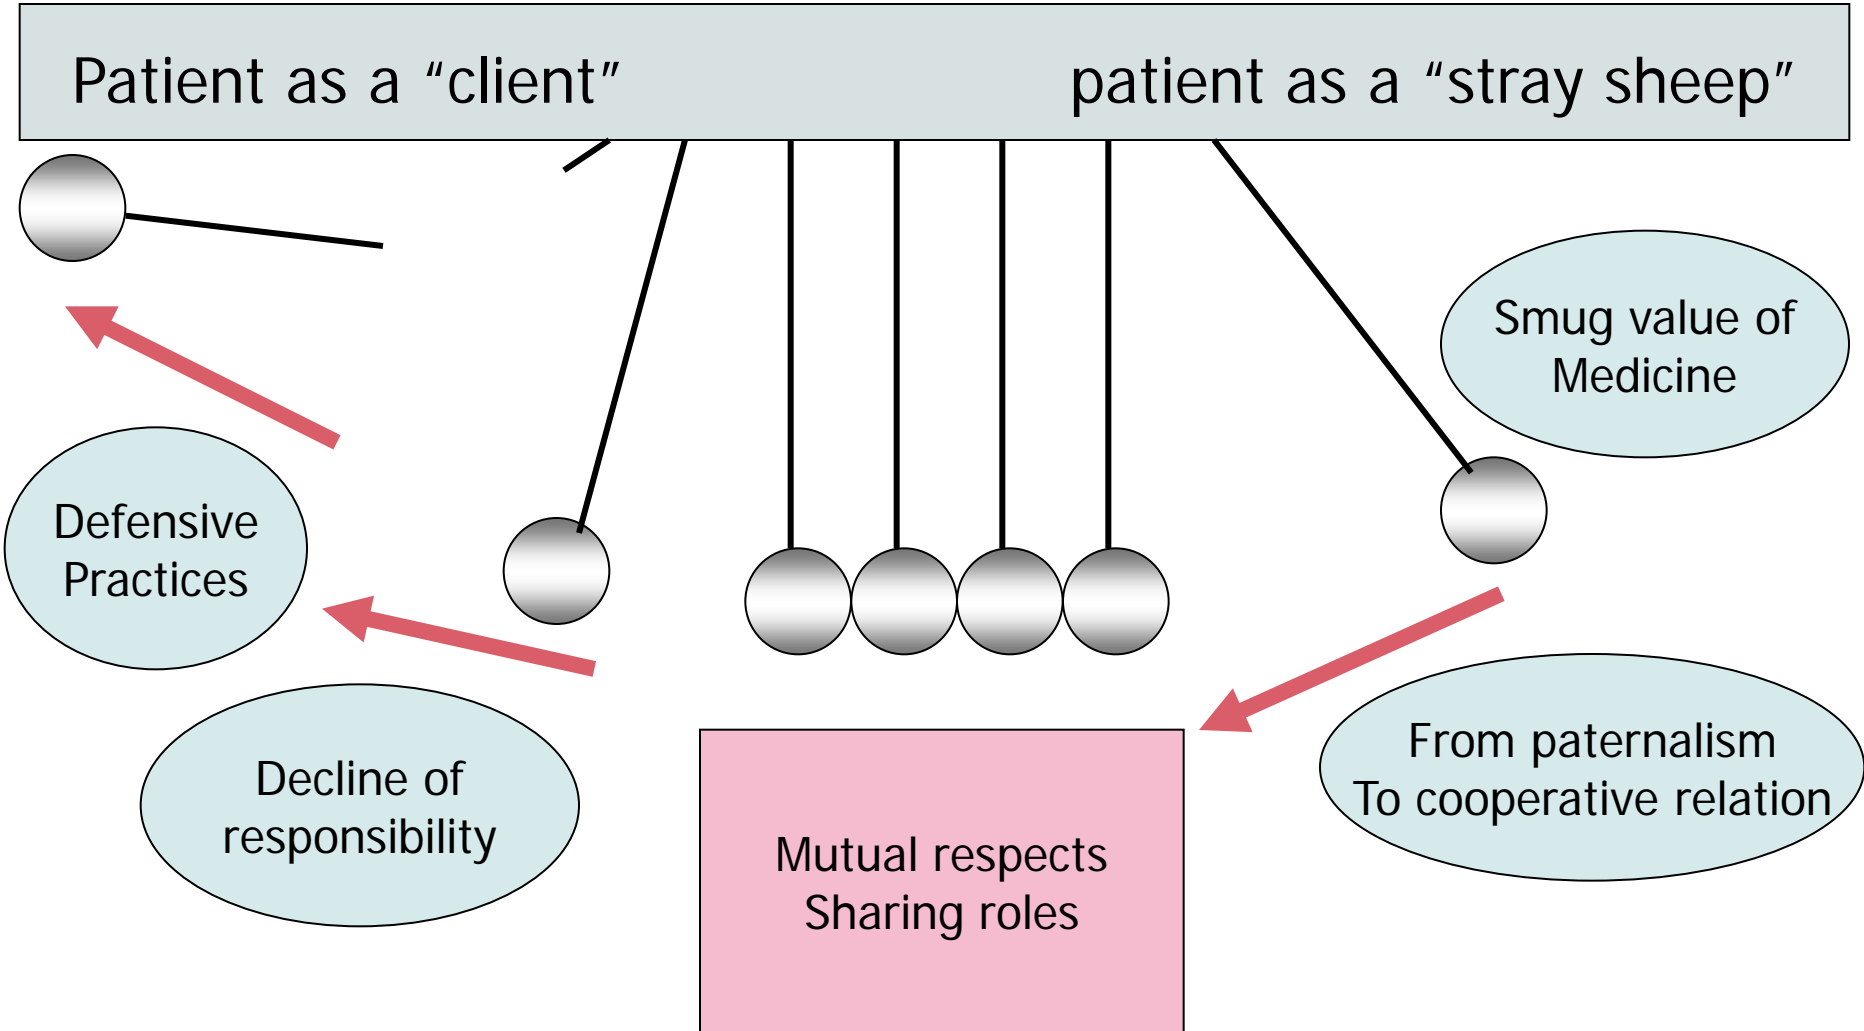 Patient as a “client”
patient as a “stray sheep”
Smug value of
Medicine
Defensive
Practices
From paternalism
To cooperative relation
Decline of
responsibility
Mutual respects
Sharing roles